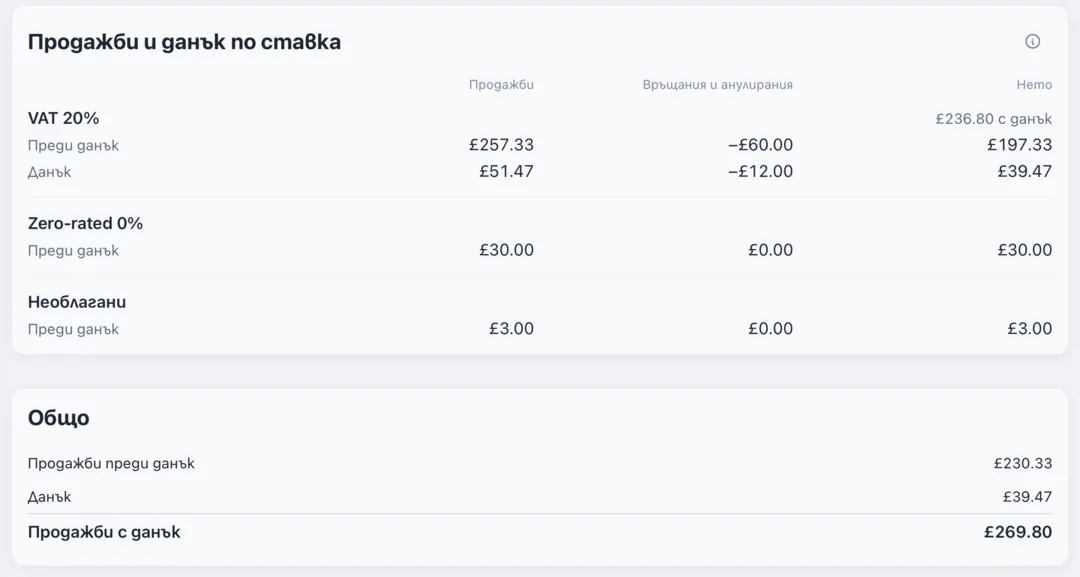 Продажби и данък по ставка
Продажби Връщания и анулирания Нето
VAT 20% £236.80 с данък
Преди данък £257.33 –£60.00 £197.33
Данък £51.47 –£12.00 £39.47
Zero-rated 0%
Преди данък £30.00 £0.00 £30.00
Необлагани
Преди данък £3.00 £0.00 £3.00
Общо
Продажби преди данък £230.33
Данък £39.47
Продажби с данък £269.80